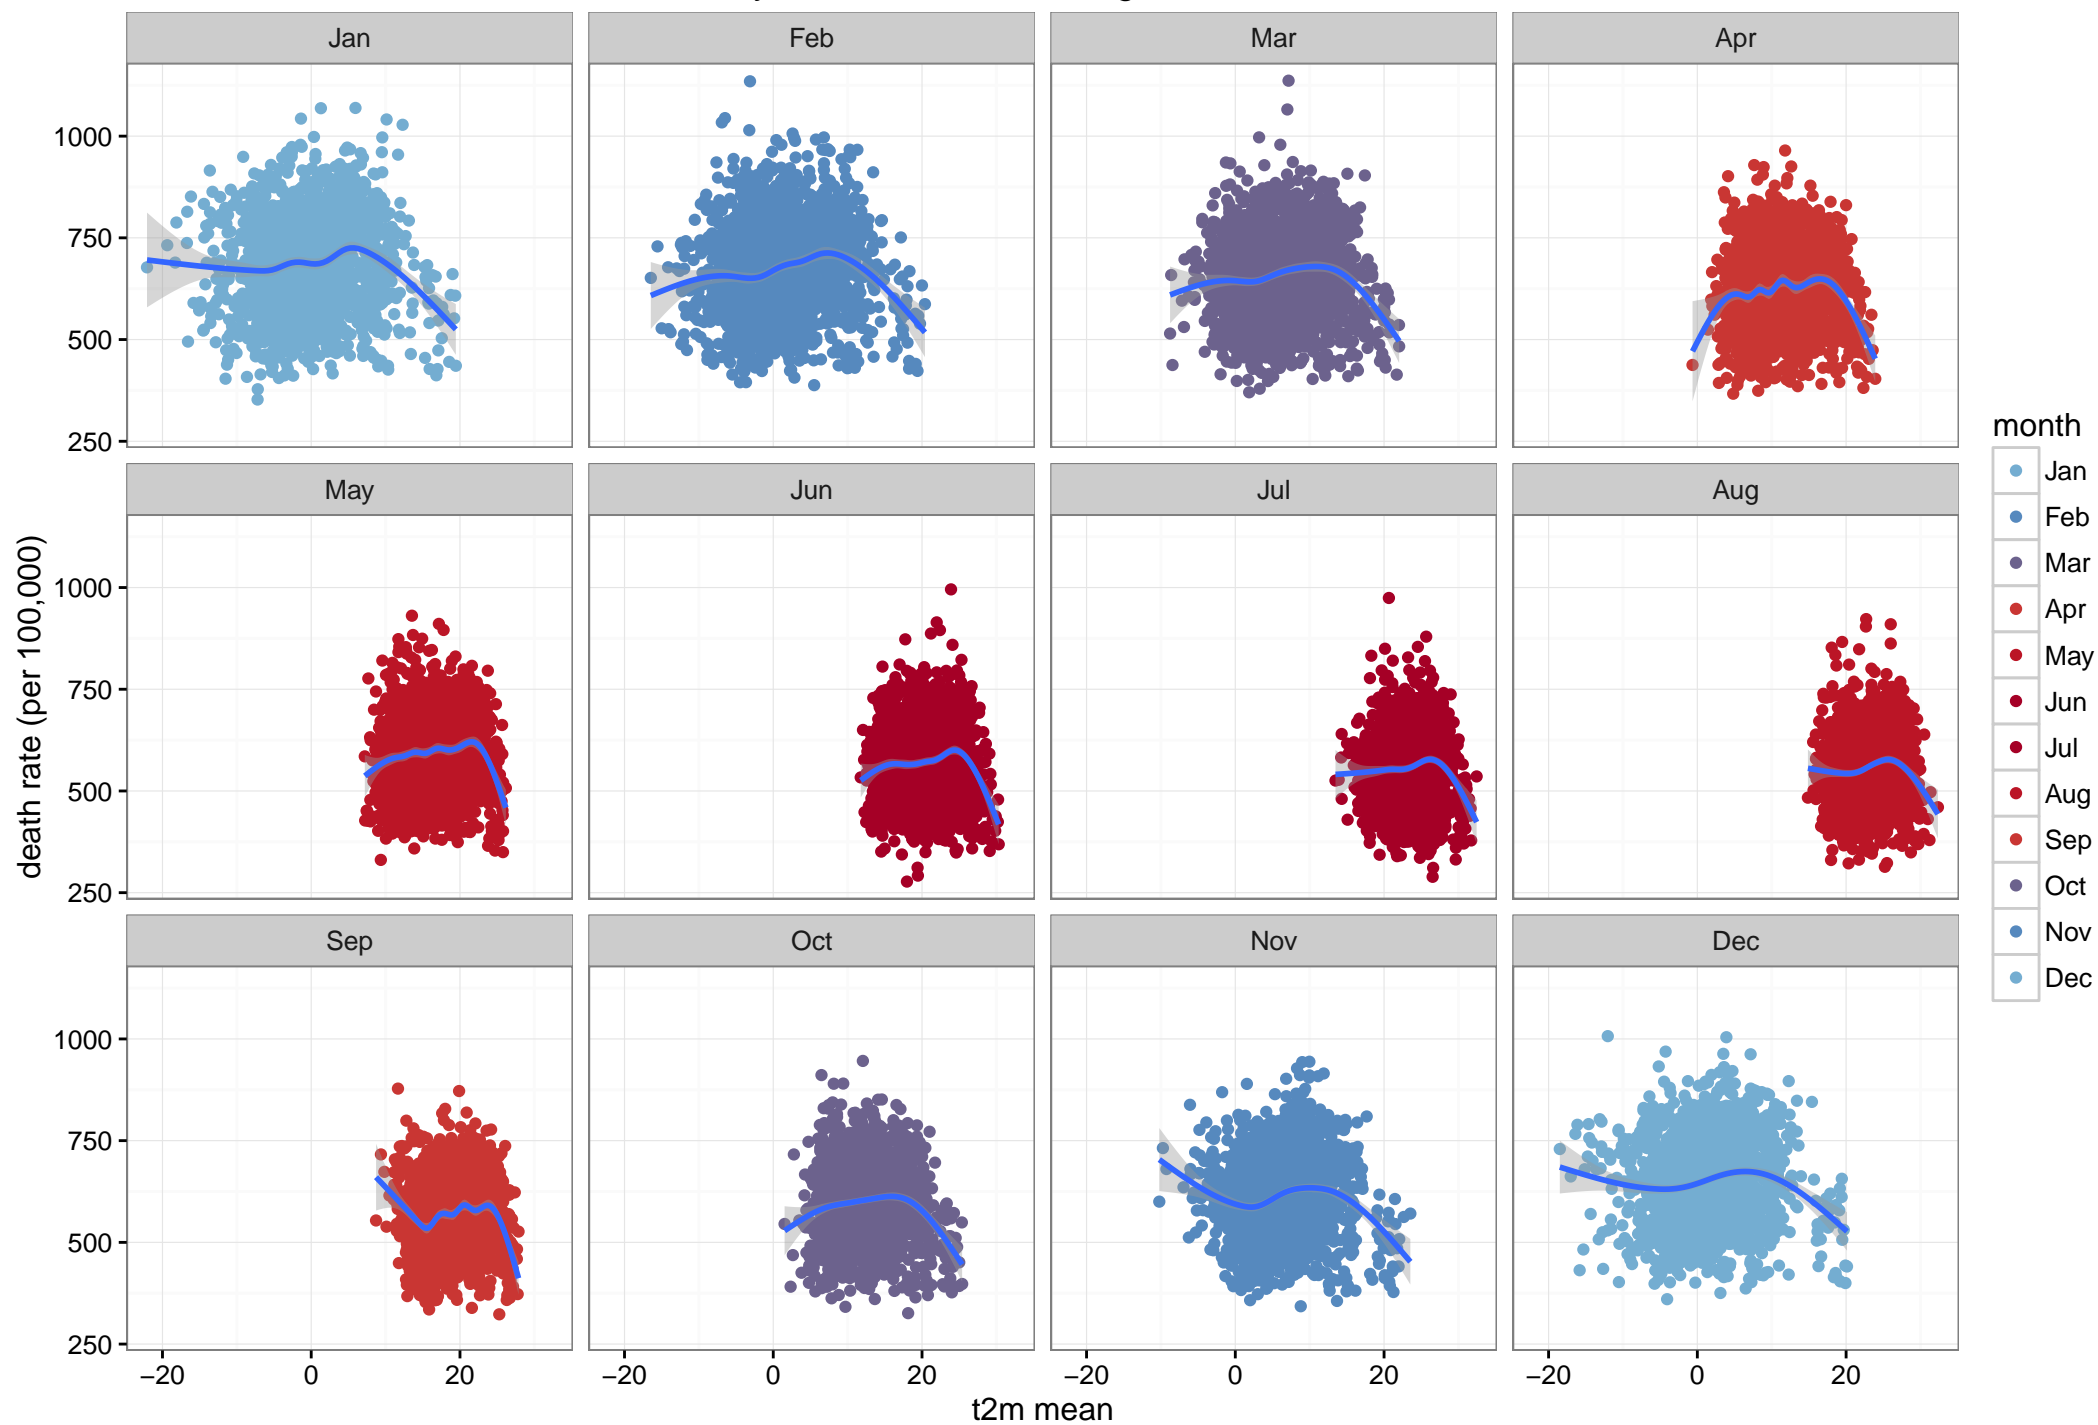 Jan Feb Mar Apr
1000
750
500
250
May Jun Jul Aug
1000
750
500
250
Sep Oct Nov Dec
1000
750
500
250
−20 0 20 −20 0 20 −20 0 20 −20 0 20
t2m mean
death rate (per 100,000)
month
Jan
Feb
Mar
Apr
May
Jun
Jul
Aug
Sep
Oct
Nov
Dec